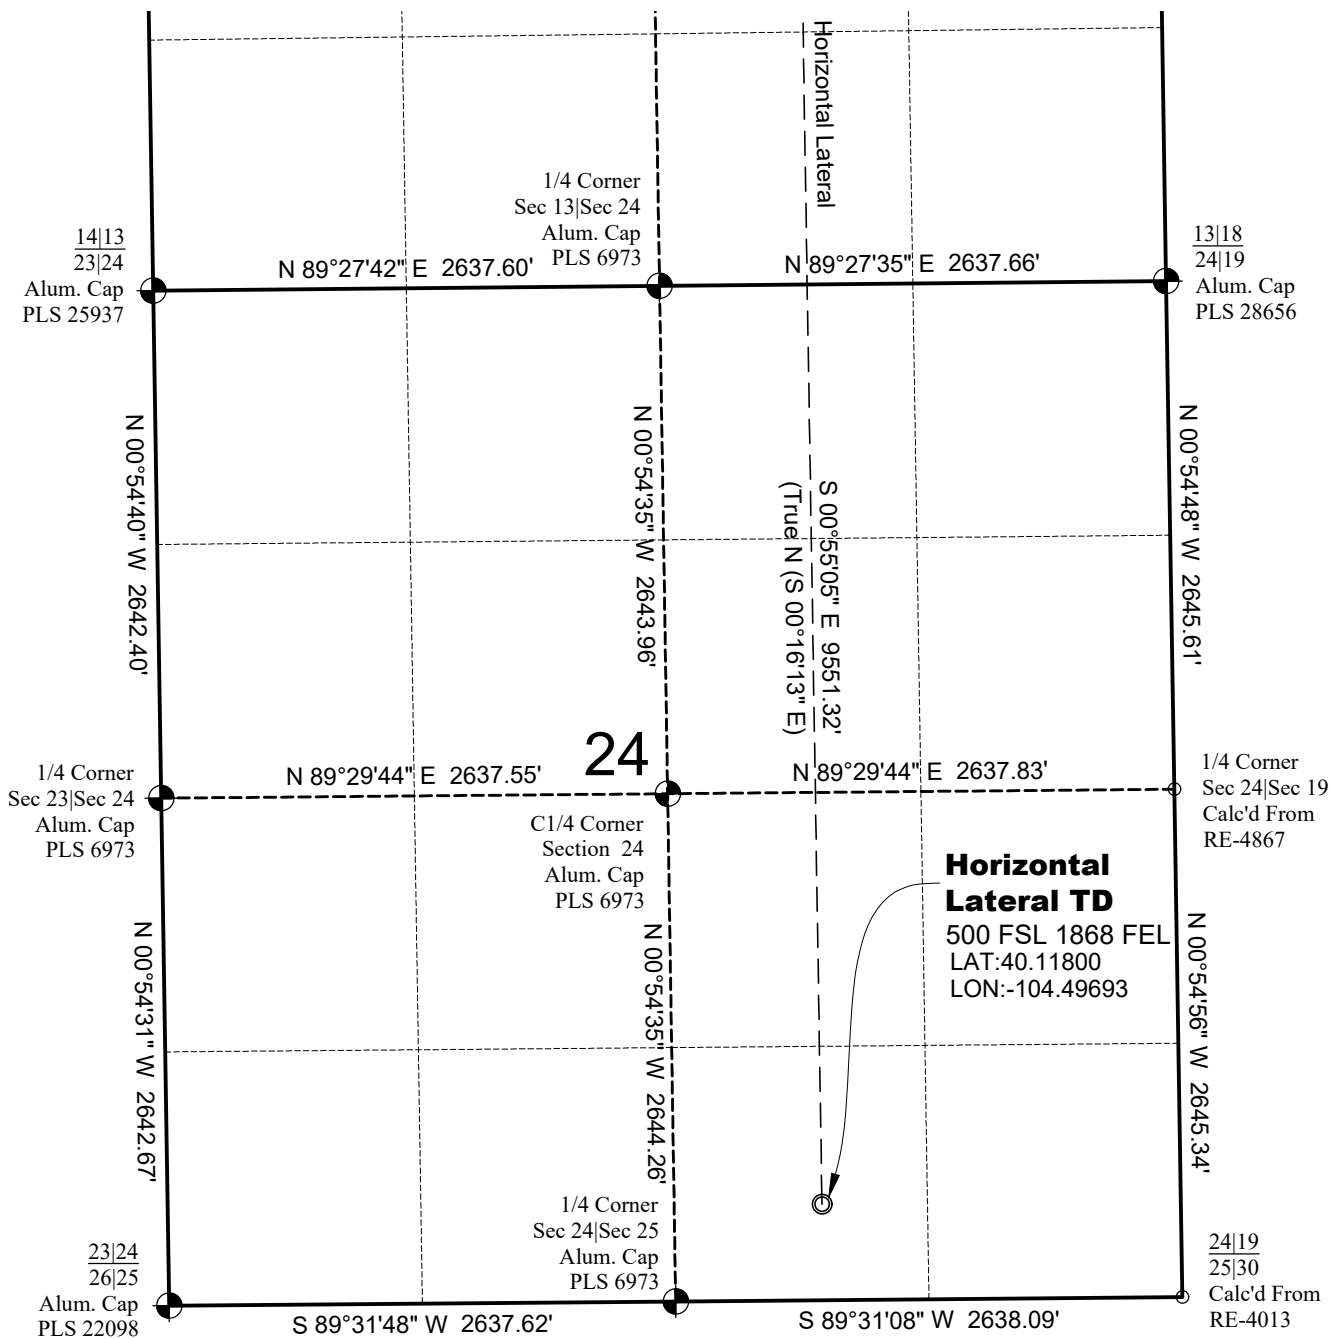 Horizontal Lateral
1/4 Corner
Sec 13|Sec 24
Alum. Cap
PLS 6973
14|13
23|24
Alum. Cap
PLS 25937
N 89°27'42" E 2637.60'
N 89°27'35" E 2637.66'
13|18
24|19
Alum. Cap
PLS 28656
N 00°54'40" W 2642.40'
N 00°54'35" W 2643.96'
S 00°55'05" E 9551.32'
(True N (S 00°16'13" E)
N 00°54'48" W 2645.61'
24
1/4 Corner
Sec 23|Sec 24
Alum. Cap
PLS 6973
N 89°29'44" E 2637.55'
N 89°29'44" E 2637.83'
1/4 Corner
Sec 24|Sec 19
Calc'd From
RE-4867
C1/4 Corner
Section 24
Alum. Cap
PLS 6973
Horizontal
Lateral TD
500 FSL 1868 FEL
LAT:40.11800
LON:-104.49693
N 00°54'31" W 2642.67'
N 00°54'35" W 2644.26'
N 00°54'56" W 2645.34'
1/4 Corner
Sec 24|Sec 25
Alum. Cap
PLS 6973
23|24
26|25
Alum. Cap
PLS 22098
S 89°31'48" W 2637.62'
S 89°31'08" W 2638.09'
24|19
25|30
Calc'd From
RE-4013